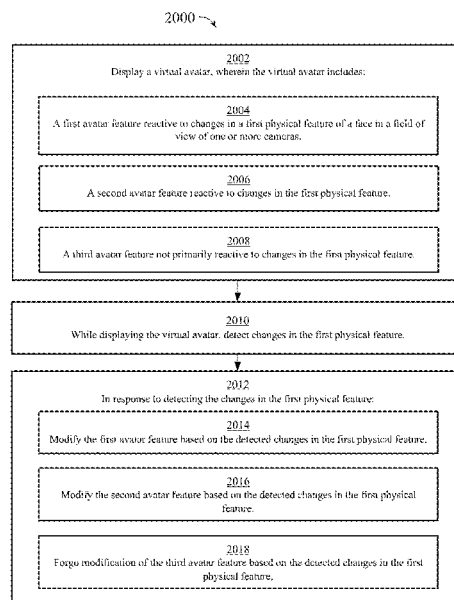 2000
2002
Display a virtual avatar, wherein the virtual avatar includes:
2004
A first avatar feature reactive to changes in a first physical feature of a face in a field of
view of one or more cameras.
2006
A second avatar feature reactive to changes in the first physical feature.
2008
A third avatar feature not primarily reactive to changes in the first physical feature.
2010
While displaying the virtual avatar, detect changes in the first physical feature.
2012
In response to detecting the changes in the first physical feature:
2014
Modify the first avatar feature based on the detected changes in the first physical feature.
2016
Modify the second avatar feature based on the detected changes in the first physical
feature.
2018
Forgo modification of the third avatar feature based on the detected changes in the first
physical feature.